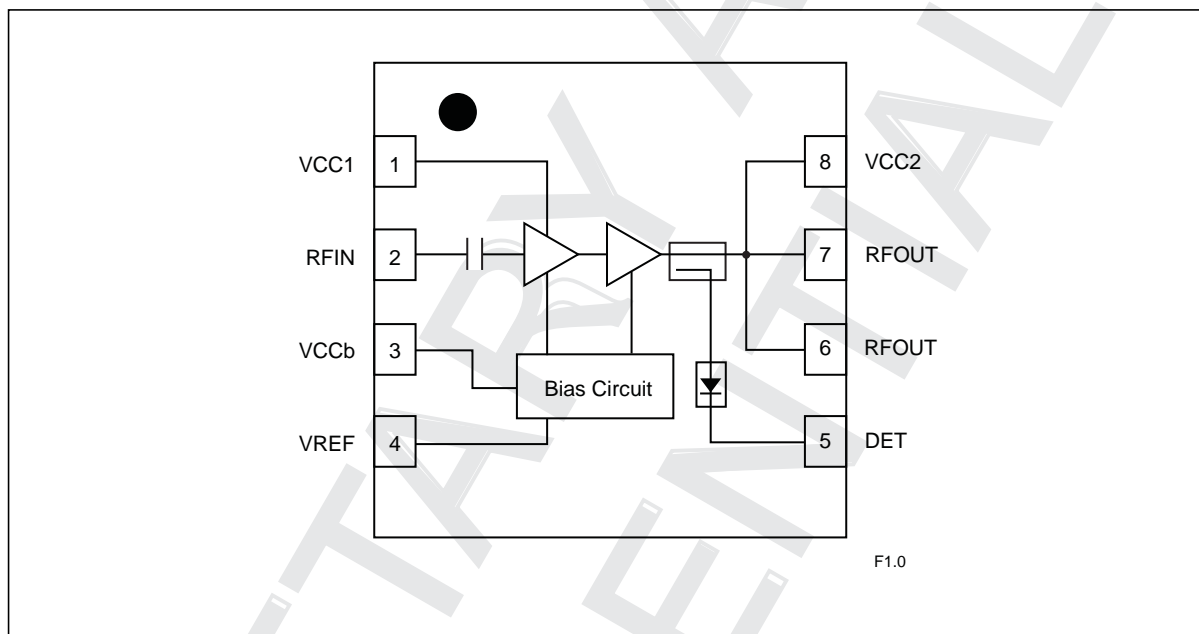 VCC1 1
8 VCC2
RFIN 2
7 RFOUT
VCCb 3
6 RFOUT
Bias Circuit
VREF 4
5 DET
F1.0